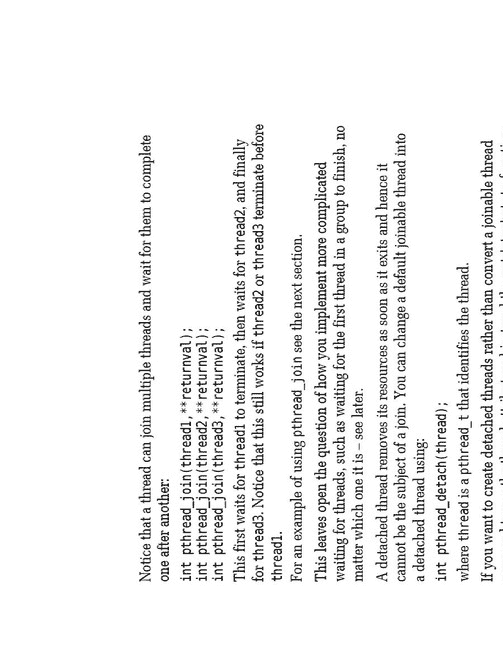 Notice that a thread can join multiple threads and wait for them to complete
one after another:
int pthread_join(thread1,**returnval);
int pthread_join(thread2,**returnval);
int pthread_join(thread3,**returnval);
This first waits for thread1 to terminate, then waits for thread2, and finally
for thread3. Notice that this still works if thread2 or thread3 terminate before
thread1.
For an example of using pthread_join see the next section.
This leaves open the question of how you implement more complicated
waiting for threads, such as waiting for the first thread in a group to finish, no
matter which one it is – see later.
A detached thread removes its resources as soon as it exits and hence it
cannot be the subject of a join. You can change a default joinable thread into
a detached thread using:
int pthread_detach(thread);
where thread is a pthread_t that identifies the thread.
If you want to create detached threads rather than convert a joinable thread